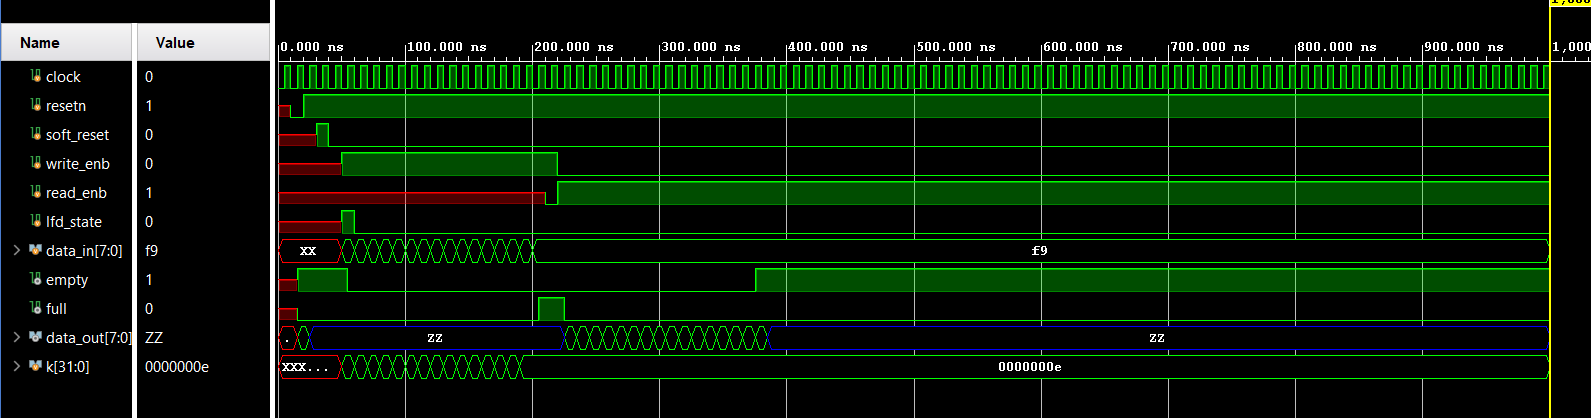 Name Value
0.000 ns 100.000 ns 200.000 ns 300.000 ns 400.000 ns 500.000 ns 600.000 ns 700.000 ns 800.000 ns 900.000 ns 1,000
clock 0
resetn 1
soft_reset 0
write_enb 0
read_enb 1
lfd_state 0
data_in[7:0] f9 XX f9
empty 1
full 0
data_out[7:0] ZZ . ZZ ZZ
k[31:0] 0000000e XXX... 0000000e